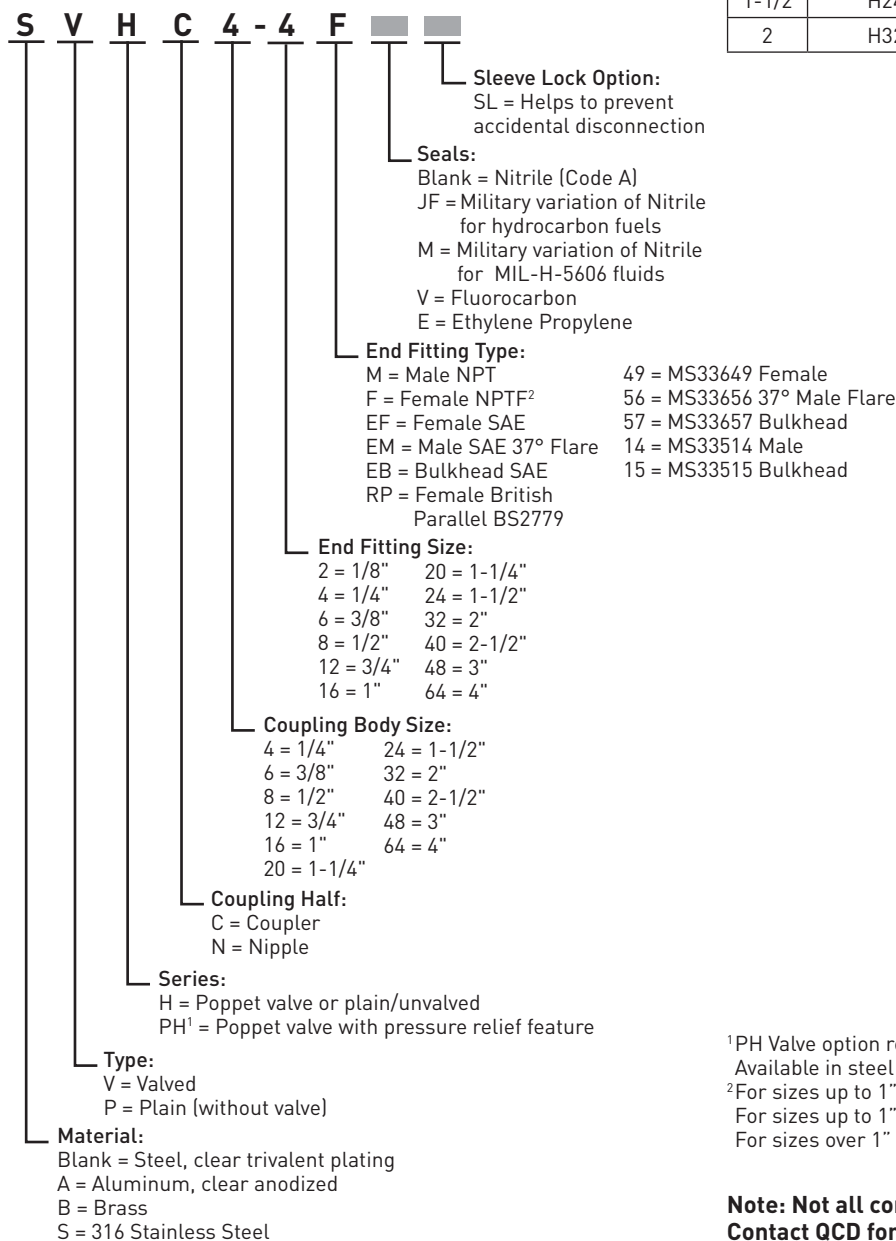 1-1/2
2
S V H C 4 - 4 F
Sleeve Lock Option:
SL = Helps to prevent
accidental disconnection
Seals:
Blank = Nitrile (Code A)
JF = Military variation of Nitrile
for hydrocarbon fuels
M = Military variation of Nitrile
for MIL-H-5606 fluids
V = Fluorocarbon
E = Ethylene Propylene
End Fitting Type:
M = Male NPT
F = Female NPTF²
EF = Female SAE
EM = Male SAE 37° Flare
EB = Bulkhead SAE
RP = Female British
Parallel BS2779
49 = MS33649 Female
56 = MS33656 37° Male Flare
57 = MS33657 Bulkhead
14 = MS33514 Male
15 = MS33515 Bulkhead
End Fitting Size:
2 = 1/8" 20 = 1-1/4"
4 = 1/4" 24 = 1-1/2"
6 = 3/8" 32 = 2"
8 = 1/2" 40 = 2-1/2"
12 = 3/4" 48 = 3"
16 = 1" 64 = 4"
Coupling Body Size:
4 = 1/4" 24 = 1-1/2"
6 = 3/8" 32 = 2"
8 = 1/2" 40 = 2-1/2"
12 = 3/4" 48 = 3"
16 = 1" 64 = 4"
20 = 1-1/4"
Coupling Half:
C = Coupler
N = Nipple
Series:
H = Poppet valve or plain/unvalved
PH¹ = Poppet valve with pressure relief feature
Type:
V = Valved
P = Plain (without valve)
Material:
Blank = Steel, clear trivalent plating
A = Aluminum, clear anodized
B = Brass
S = 316 Stainless Steel
¹PH Valve option
Available in steel
²For sizes up to 1"
For sizes up to 1"
For sizes over 1"
Note: Not all
Contact QCD for